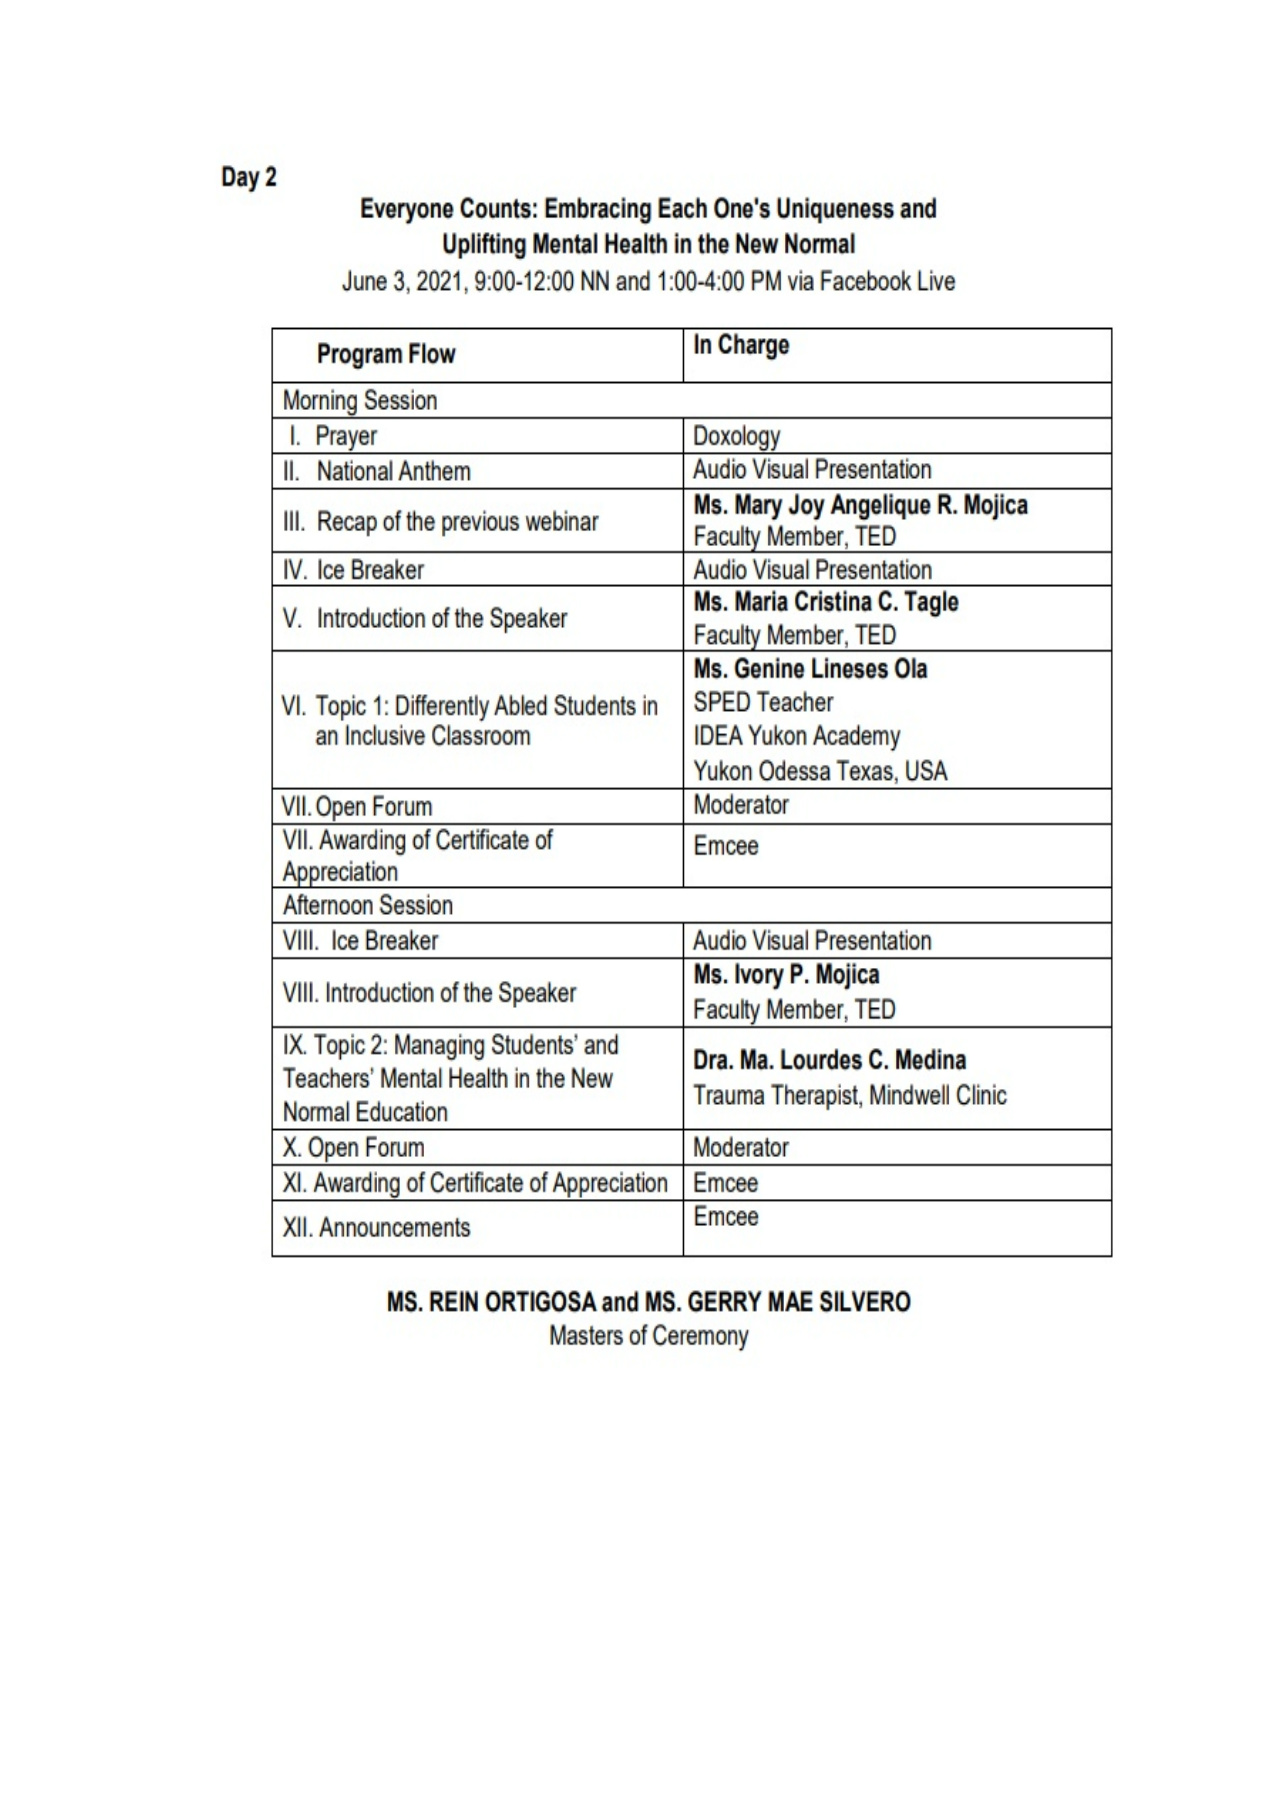 Day 2
Everyone Counts: Embracing Each One's Uniqueness and
Uplifting Mental Health in the New Normal
June 3, 2021, 9:00-12:00 NN and 1:00-4:00 PM via Facebook Live
Program Flow
In Charge
Morning Session
I. Prayer
Doxology
II. National Anthem
Audio Visual Presentation
III. Recap of the previous webinar
Ms. Mary Joy Angelique R. Mojica
Faculty Member, TED
IV. Ice Breaker
Audio Visual Presentation
V. Introduction of the Speaker
Ms. Maria Cristina C. Tagle
Faculty Member, TED
VI. Topic 1: Differently Abled Students in
an Inclusive Classroom
Ms. Genine Lineses Ola
SPED Teacher
IDEA Yukon Academy
Yukon Odessa Texas, USA
VII. Open Forum
Moderator
VII. Awarding of Certificate of
Appreciation
Emcee
Afternoon Session
VIII. Ice Breaker
Audio Visual Presentation
VIII. Introduction of the Speaker
Ms. Ivory P. Mojica
Faculty Member, TED
IX. Topic 2: Managing Students’ and
Teachers’ Mental Health in the New
Normal Education
Dra. Ma. Lourdes C. Medina
Trauma Therapist, Mindwell Clinic
X. Open Forum
Moderator
XI. Awarding of Certificate of Appreciation
Emcee
XII. Announcements
Emcee
MS. REIN ORTIGOSA and MS. GERRY MAE SILVERO
Masters of Ceremony